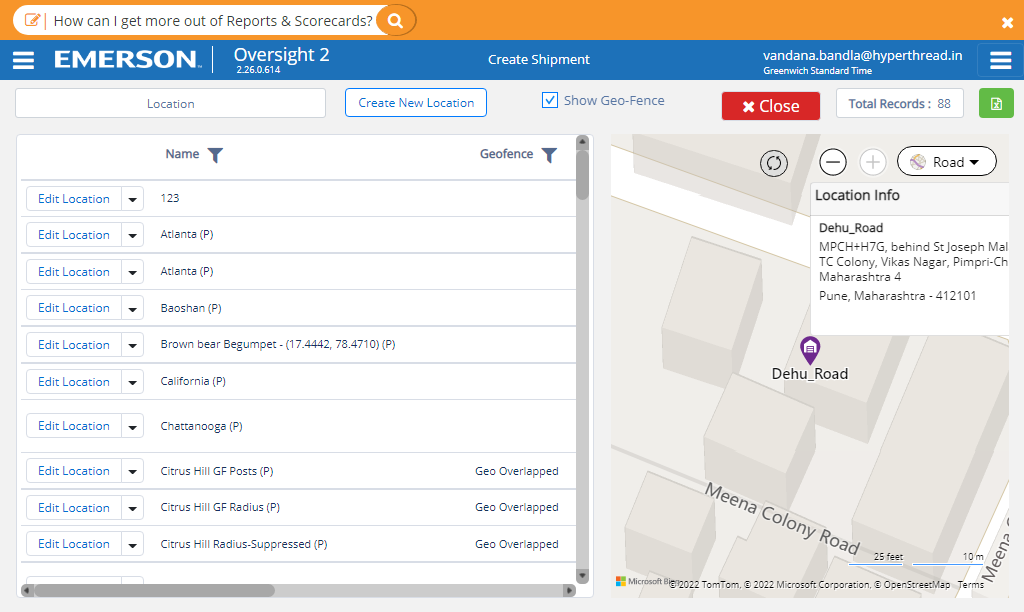 How can I get more out of Reports & Scorecards?
EMERSON
Oversight 2
2.26.0.614
Create Shipment
vandana.bandla@hyperthread.in
Greenwich Standard Time
Location
Create New Location
Show Geo-Fence
Close
Total Records : 88
Name
Geofence
Edit Location 123
Edit Location Atlanta (P)
Edit Location Atlanta (P)
Edit Location Baoshan (P)
Edit Location Brown bear Begumpet - (17.4442, 78.4710) (P)
Edit Location California (P)
Edit Location Chattanooga (P)
Edit Location Citrus Hill GF Posts (P) Geo Overlapped
Edit Location Citrus Hill GF Radius (P) Geo Overlapped
Edit Location Citrus Hill Radius-Suppressed (P) Geo Overlapped
Road
Location Info
Dehu_Road
MPCH+H7G, behind St Joseph Mal
TC Colony, Vikas Nagar, Pimpri-Ch
Maharashtra 4
Pune, Maharashtra - 412101
Dehu_Road
Meena Colony Road
Meena C
25 feet 10 m
Microsoft Bi
© 2022 TomTom, © 2022 Microsoft Corporation, © OpenStreetMap Terms